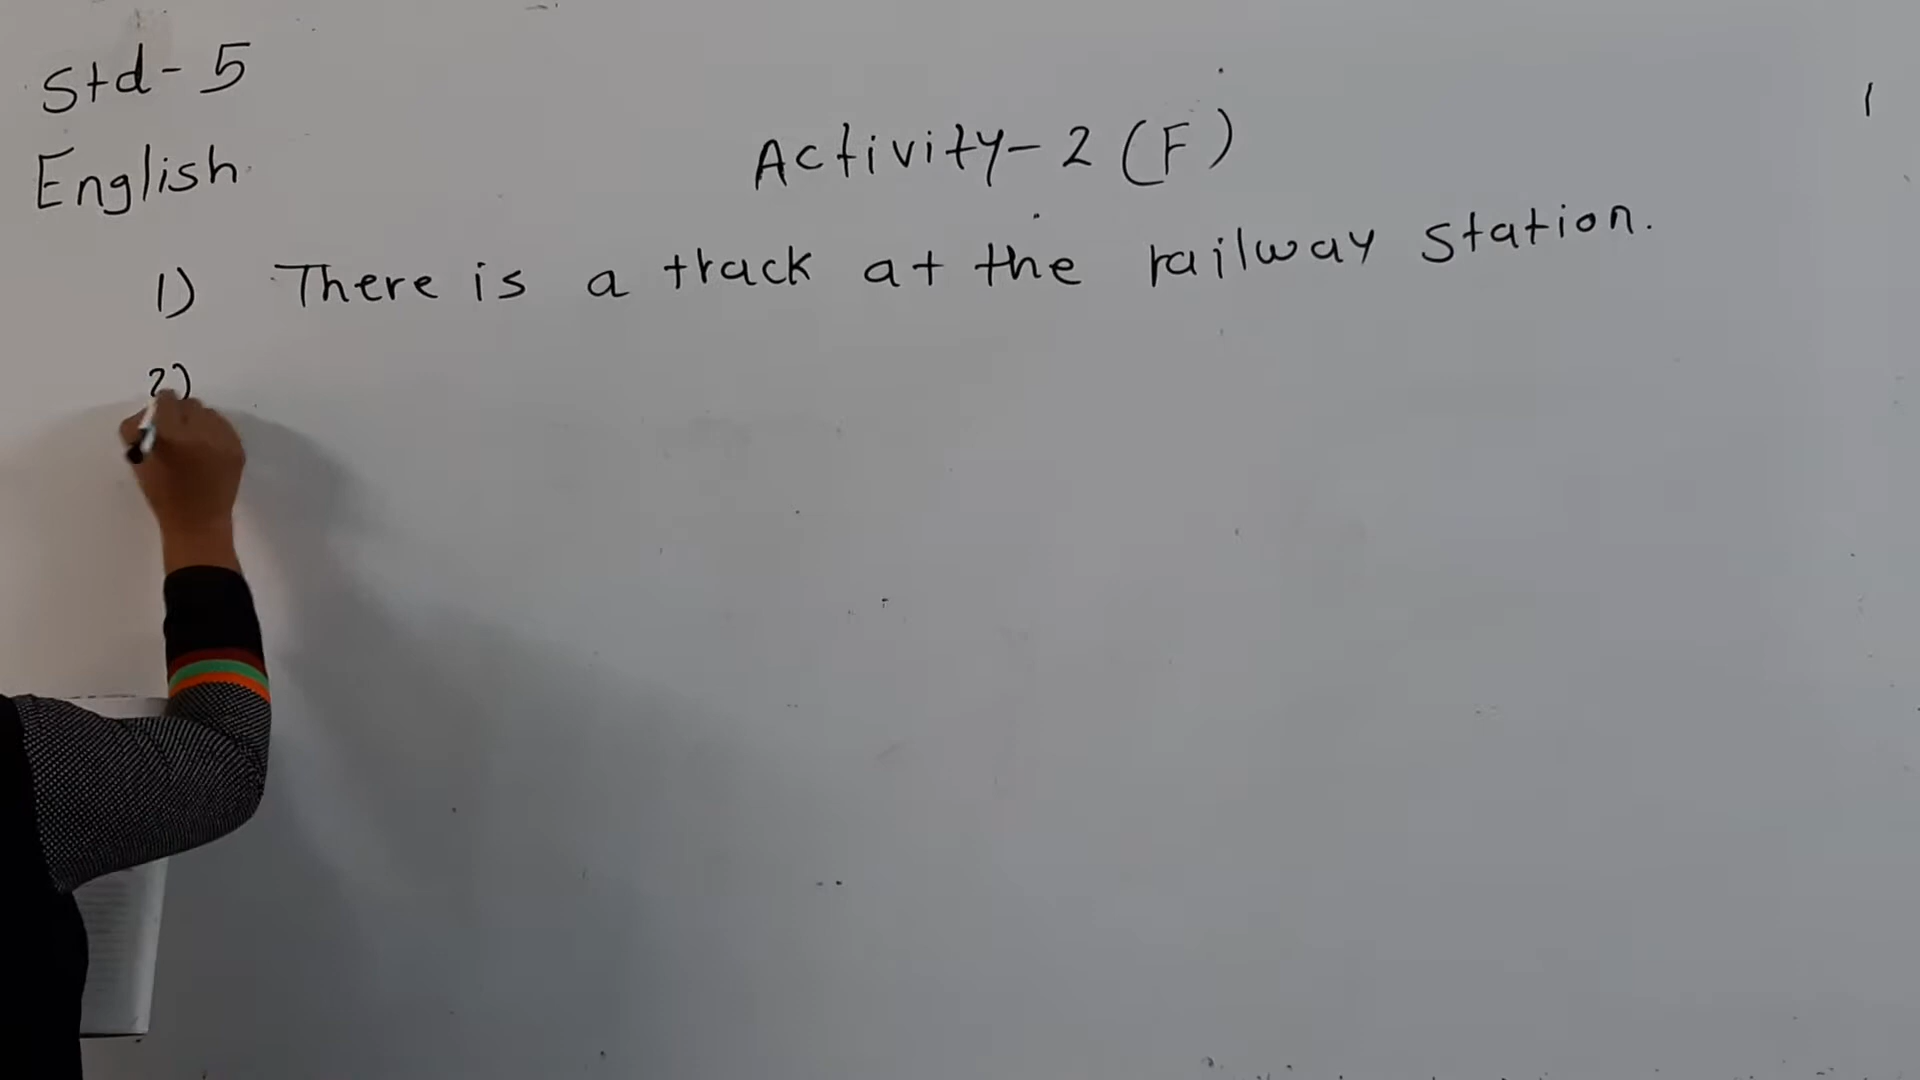 Std- 5
English
Activity- 2 (F)
1) There is a track at the railway station.
2)